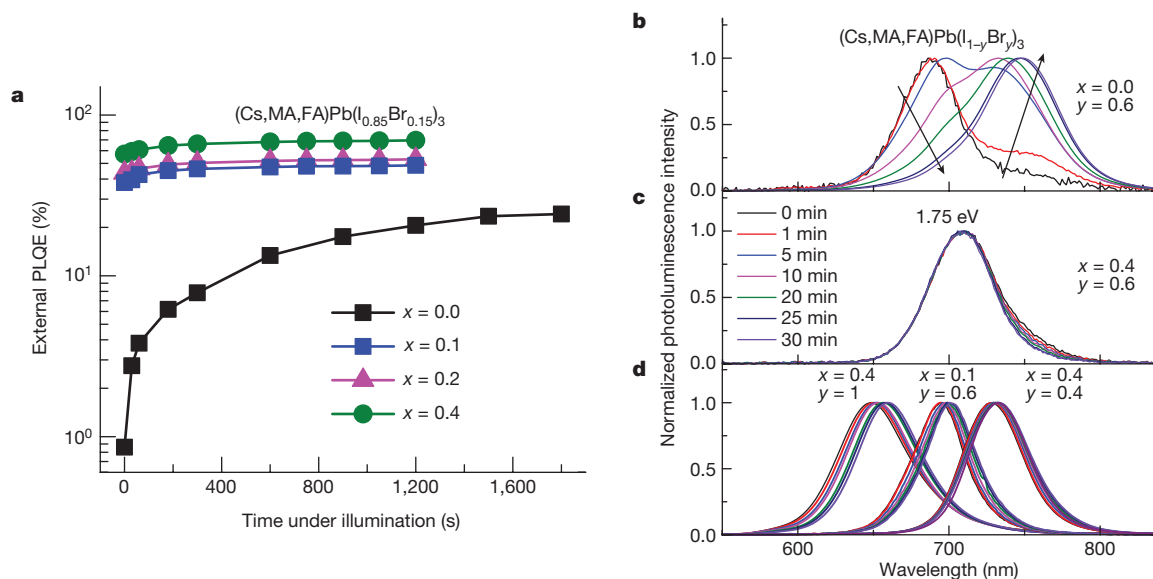 a
(Cs,MA,FA)Pb(I₀.₈₅Br₀.₁₅)₃
External PLQE (%)
10²
10¹
10⁰
x = 0.0
x = 0.1
x = 0.2
x = 0.4
0
400
800
1,200
1,600
Time under illumination (s)
b
(Cs,MA,FA)Pb(I₁₋yBry)₃
x = 0.0
y = 0.6
1.0
0.5
0.0
Normalized photoluminescence intensity
c
1.75 eV
0 min
1 min
5 min
10 min
20 min
25 min
30 min
x = 0.4
y = 0.6
1.0
0.5
0.0
d
x = 0.4
y = 1
x = 0.1
y = 0.6
x = 0.4
y = 0.4
1.0
0.5
0.0
600
700
800
Wavelength (nm)